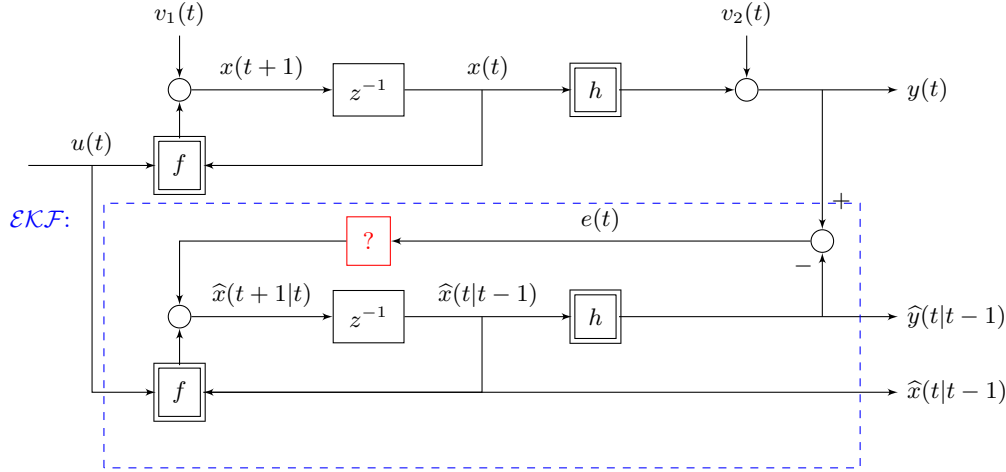 v₁(t) v₂(t)
x(t+1) z⁻¹ x(t) h y(t)
u(t) f
ℰ𝒦ℱ: +
? e(t)
−
x̂(t+1|t) z⁻¹ x̂(t|t−1) h ŷ(t|t−1)
f x̂(t|t−1)